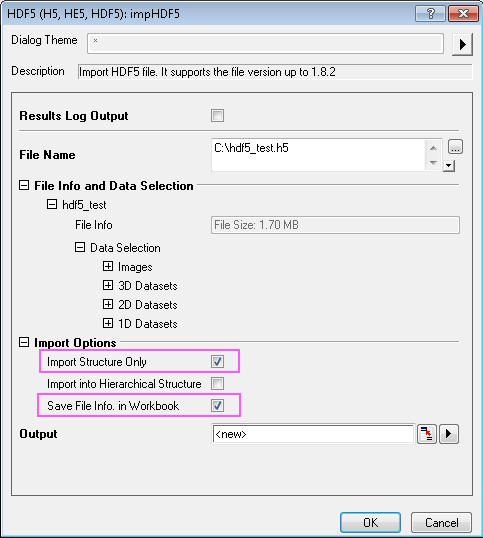 HDF5 (H5, HE5, HDF5): impHDF5
Dialog Theme *
Description Import HDF5 file. It supports the file version up to 1.8.2
Results Log Output
File Name C:\hdf5_test.h5
File Info and Data Selection
hdf5_test
File Info File Size: 1.70 MB
Data Selection
Images
3D Datasets
2D Datasets
1D Datasets
Import Options
Import Structure Only
Import into Hierarchical Structure
Save File Info. in Workbook
Output <new>
OK Cancel